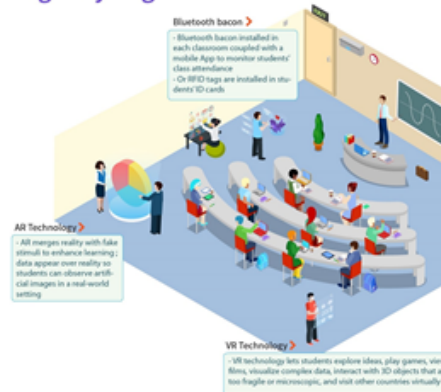 Bluetooth bacon >
- Bluetooth bacon installed in
each classroom coupled with a
mobile App to monitor students'
class attendance
- Or RFID tags are installed in stu-
dents' ID cards
AR Technology >
- AR merges reality with fake
stimuli to enhance learning ;
data appear over reality so
students can observe artifi-
cial images in a real-world
setting
VR Technology >
- VR technology lets students explore ideas, play games, view
films, visualize complex data, interact with 3D objects that a
too fragile or microscopic, and visit other countries virtually